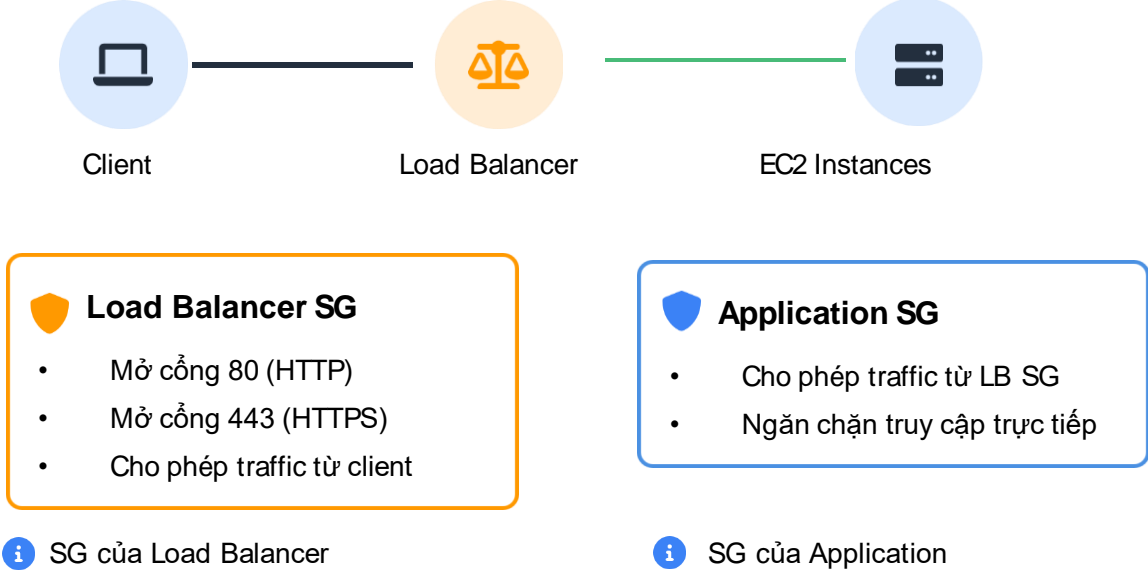 Client
Load Balancer
EC2 Instances
Load Balancer SG
• Mở cổng 80 (HTTP)
• Mở cổng 443 (HTTPS)
• Cho phép traffic từ client
Application SG
• Cho phép traffic từ LB SG
• Ngăn chặn truy cập trực tiếp
SG của Load Balancer
SG của Application